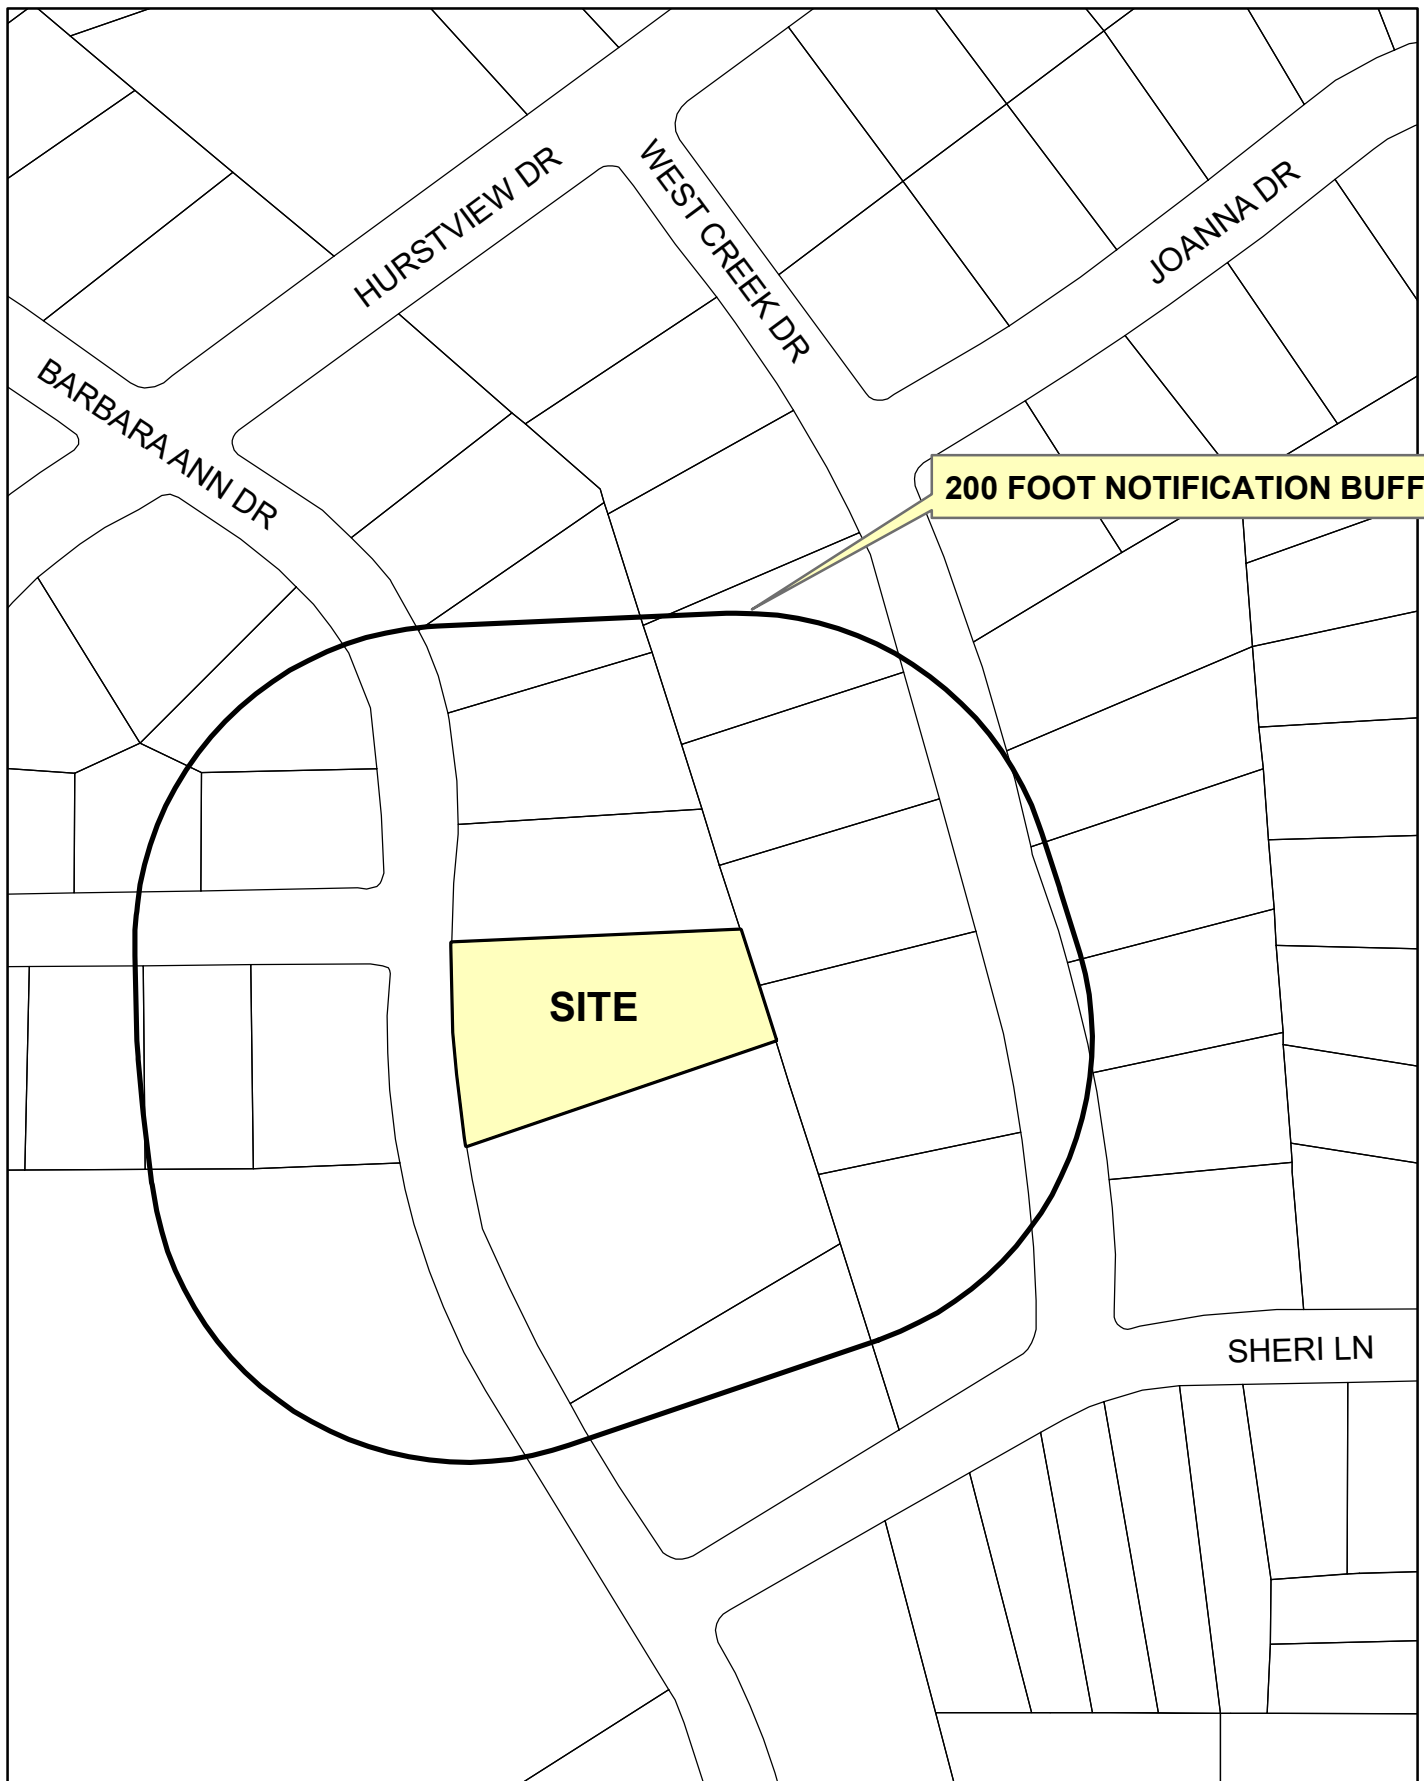 HURSTVIEW DR
WEST CREEK DR
JOANNA DR
BARBARA ANN DR
200 FOOT NOTIFICATION BUFF
SITE
SHERI LN